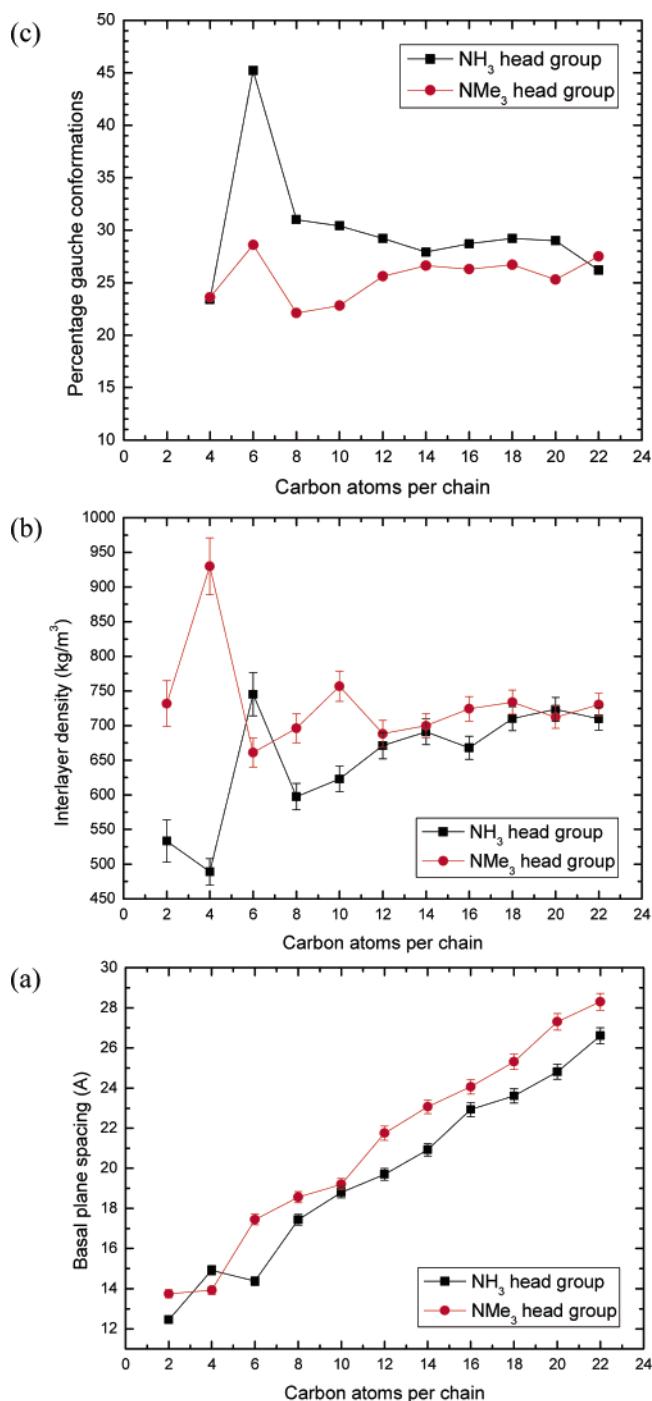 (c)
50
45
40
35
30
25
20
15
10
Percentage gauche conformations
NH3 head group
NMe3 head group
0 2 4 6 8 10 12 14 16 18 20 22 24
Carbon atoms per chain
(b)
1000
950
900
850
800
750
700
650
600
550
500
450
Interlayer density (kg/m³)
NH3 head group
NMe3 head group
0 2 4 6 8 10 12 14 16 18 20 22 24
Carbon atoms per chain
(a)
30
28
26
24
22
20
18
16
14
12
Basal plane spacing (A)
NH3 head group
NMe3 head group
0 2 4 6 8 10 12 14 16 18 20 22 24
Carbon atoms per chain